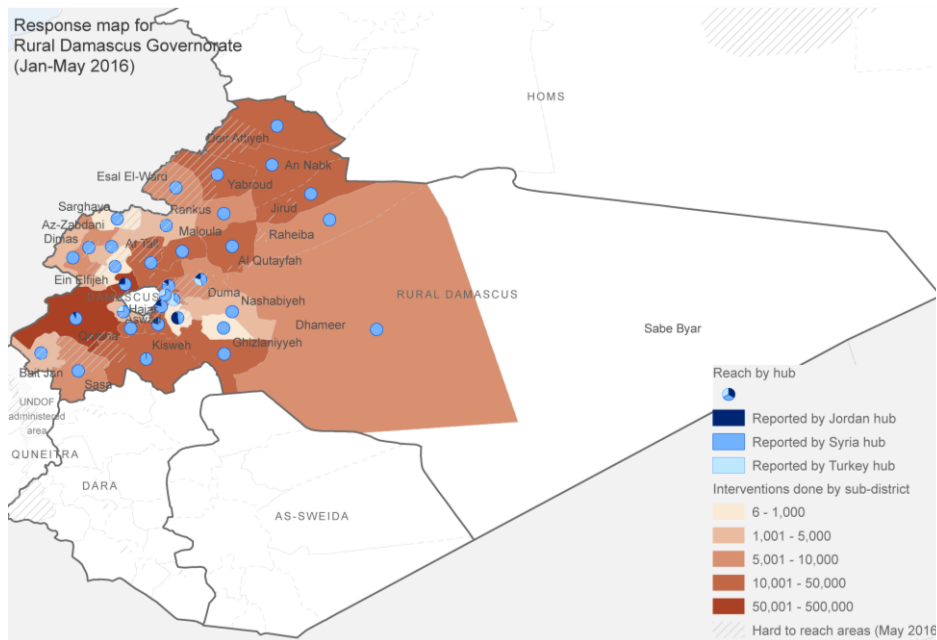 Response map for
Rural Damascus Governorate
(Jan-May 2016)
HOMS
Deir Attiyeh
An Nabk
Esal El-Ward
Yabroud
Sarghaya
Rankus
Jirud
Az-Zabdani
Maloula
Raheiba
Dimas
At Tall
Al Qutayfah
Ein Elfijeh
Duma
RURAL DAMASCUS
DAMASCUS
Nashabiyeh
Dhameer
Sabe Byar
Qatana
Ghizlaniyyeh
Kisweh
Beit Jan
Sasa
UNDOF
administered
area
QUNEITRA
DARA
AS-SWEIDA
Reach by hub
Reported by Jordan hub
Reported by Syria hub
Reported by Turkey hub
Interventions done by sub-district
6 - 1,000
1,001 - 5,000
5,001 - 10,000
10,001 - 50,000
50,001 - 500,000
Hard to reach areas (May 2016